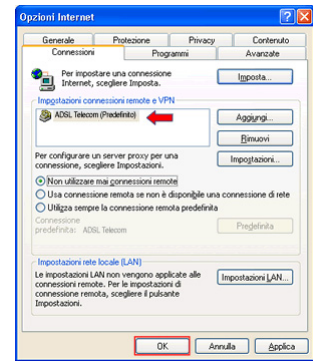 Opzioni Internet
Generale Protezione Privacy Contenuto
Connessioni Programmi Avanzate
Per impostare una connessione
Internet, scegliere Imposta.
Imposta...
Impostazioni connessioni remote e VPN
ADSL Telecom (Predefinito)
Aggiungi...
Rimuovi
Per configurare un server proxy per una
connessione, scegliere Impostazioni.
Impostazioni...
Non utilizzare mai connessioni remote
Usa connessione remota se non è disponibile una connessione di rete
Utilizza sempre la connessione remota predefinita
Connessione
predefinita: ADSL Telecom
Predefinita
Impostazioni rete locale (LAN)
Le impostazioni LAN non vengono applicate alle
connessioni remote. Per le impostazioni di
connessione remota, scegliere il pulsante
Impostazioni.
Impostazioni LAN...
OK Annulla Applica